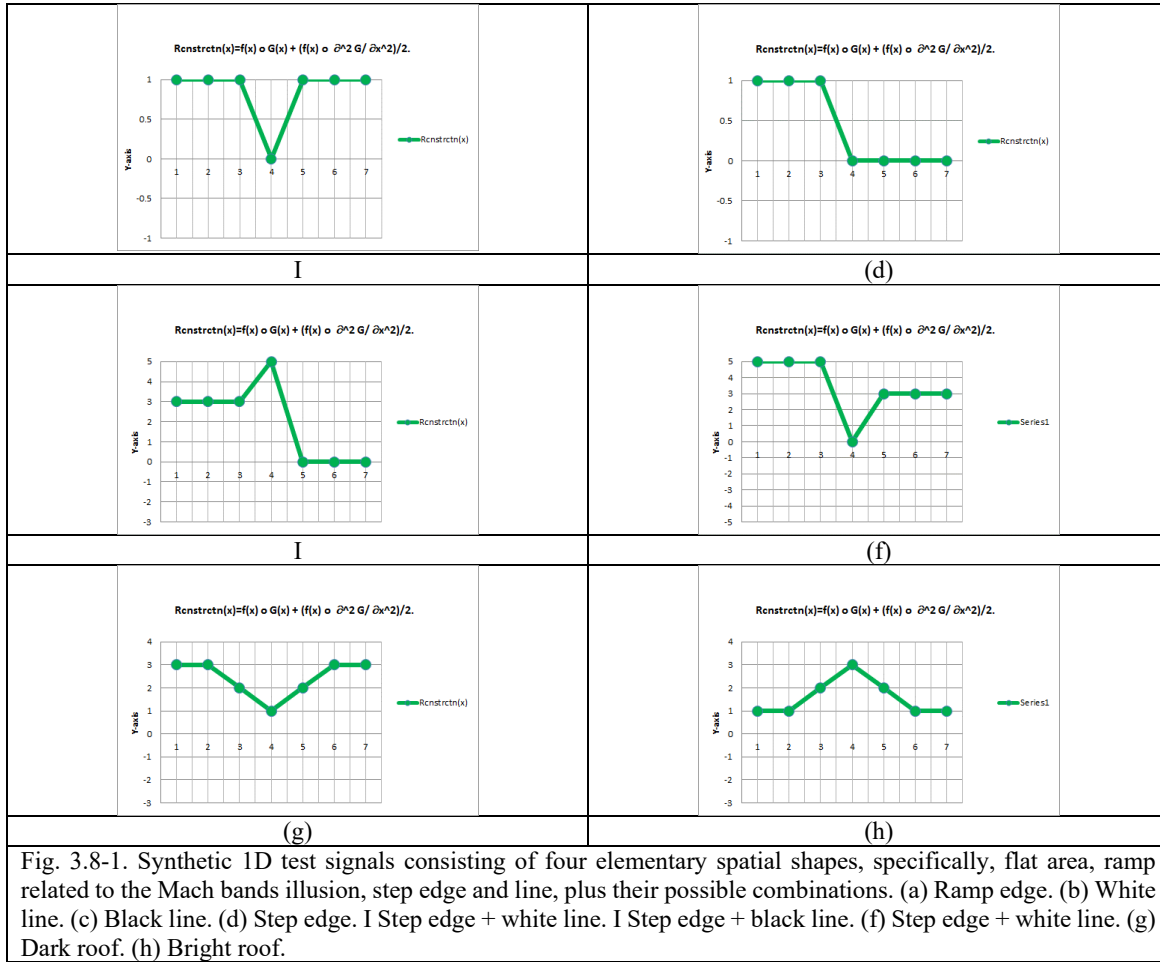 Rcnstrctn(x)=f(x) o G(x) + (f(x) o ∂^2 G/ ∂x^2)/2.
1
0.5
0
-0.5
-1
Y-axis
1 2 3 4 5 6 7
Rcnstrctn(x)
I
Rcnstrctn(x)=f(x) o G(x) + (f(x) o ∂^2 G/ ∂x^2)/2.
1
0.5
0
-0.5
-1
Y-axis
1 2 3 4 5 6 7
Rcnstrctn(x)
(d)
Rcnstrctn(x)=f(x) o G(x) + (f(x) o ∂^2 G/ ∂x^2)/2.
5
4
3
2
1
0
-1
-2
-3
Y-axis
1 2 3 4 5 6 7
Rcnstrctn(x)
I
Rcnstrctn(x)=f(x) o G(x) + (f(x) o ∂^2 G/ ∂x^2)/2.
5
4
3
2
1
0
-1
-2
-3
-4
-5
Y-axis
1 2 3 4 5 6 7
Series1
(f)
Rcnstrctn(x)=f(x) o G(x) + (f(x) o ∂^2 G/ ∂x^2)/2.
4
3
2
1
0
-1
-2
-3
Y-axis
1 2 3 4 5 6 7
Rcnstrctn(x)
(g)
Rcnstrctn(x)=f(x) o G(x) + (f(x) o ∂^2 G/ ∂x^2)/2.
4
3
2
1
0
-1
-2
-3
Y-axis
1 2 3 4 5 6 7
Series1
(h)
Fig. 3.8-1. Synthetic 1D test signals consisting of four elementary spatial shapes, specifically, flat area, ramp
related to the Mach bands illusion, step edge and line, plus their possible combinations. (a) Ramp edge. (b) White
line. (c) Black line. (d) Step edge. I Step edge + white line. I Step edge + black line. (f) Step edge + white line. (g)
Dark roof. (h) Bright roof.